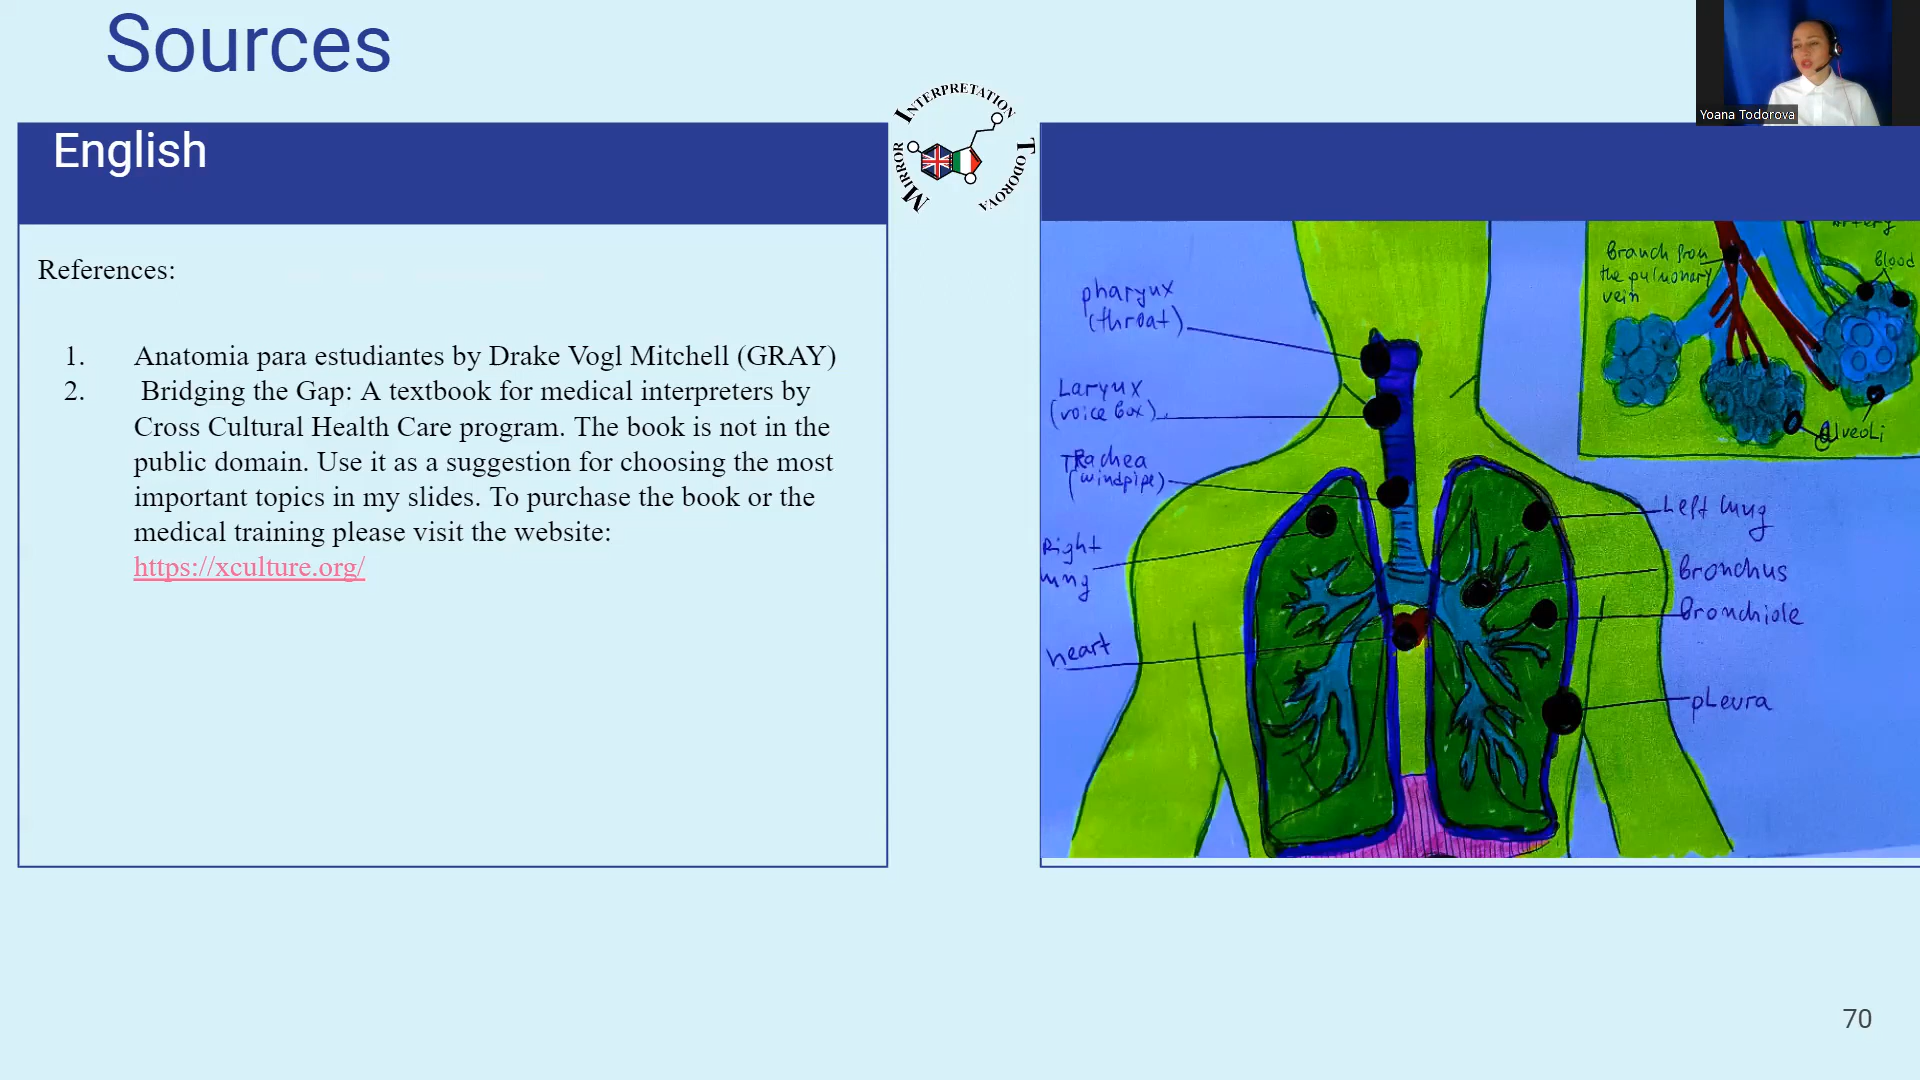 Sources
Yoana Todorova
English
MIRROR INTERPRETATION TODOROVA
References:
1. Anatomia para estudiantes by Drake Vogl Mitchell (GRAY)
2. Bridging the Gap: A textbook for medical interpreters by
Cross Cultural Health Care program. The book is not in the
public domain. Use it as a suggestion for choosing the most
important topics in my slides. To purchase the book or the
medical training please visit the website:
https://xculture.org/
pharynx
(throat)
Larynx
(voice box)
TRachea
(windpipe)
Right
lung
heart
artery
Branch from
the pulmonary
vein
Blood
alveoli
Left lung
Bronchus
Bronchiole
pLeura
70